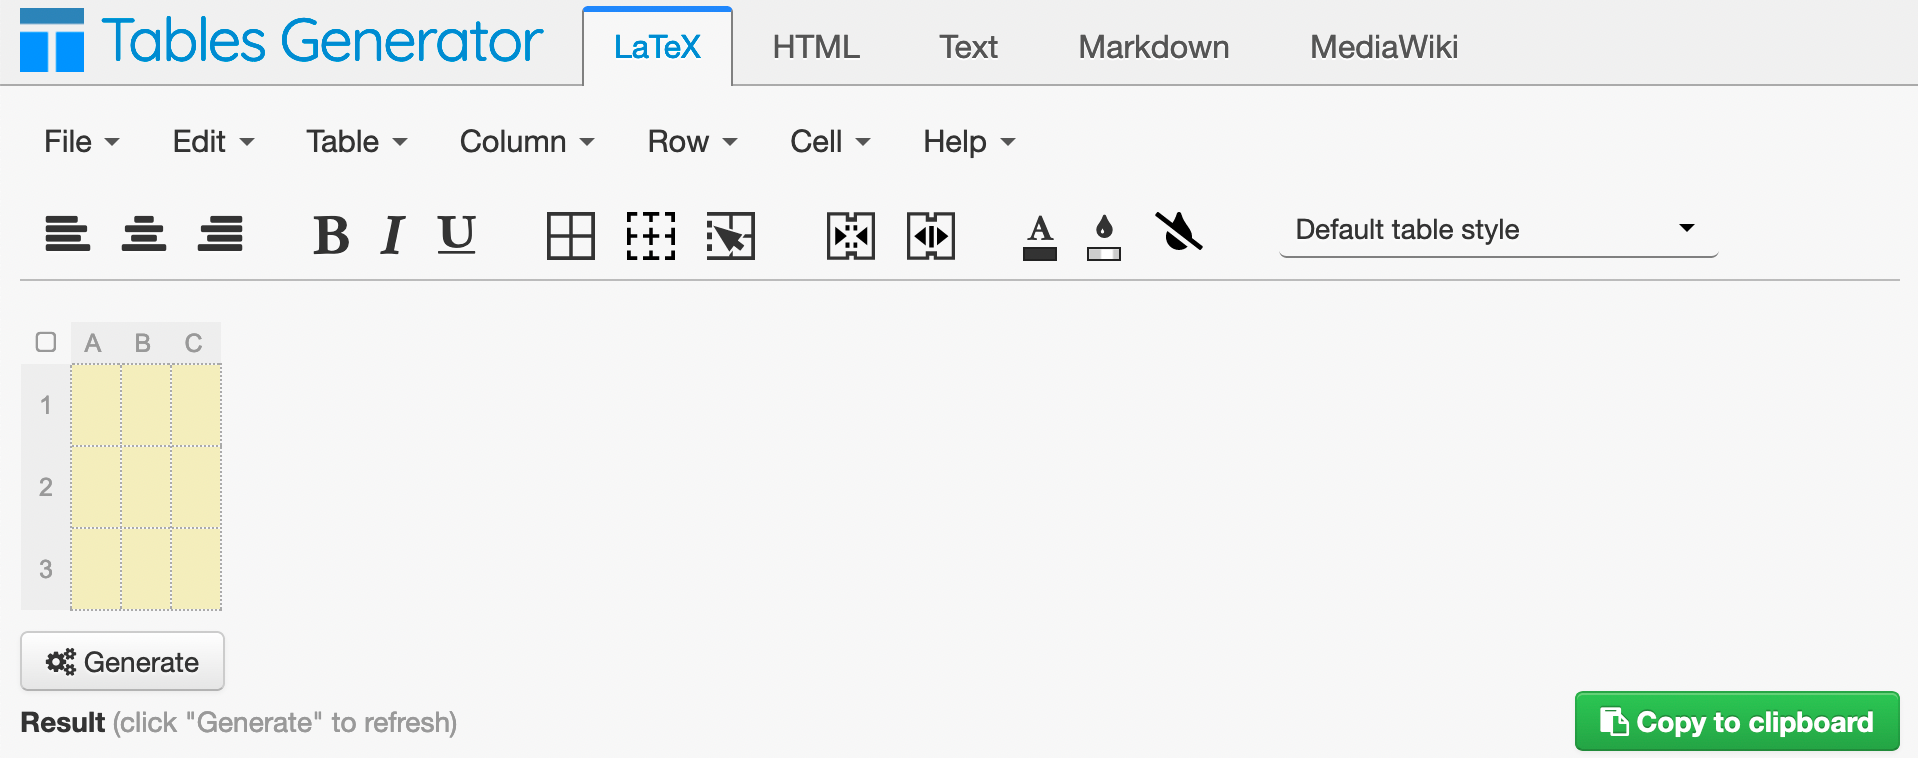 Tables Generator LaTeX HTML Text Markdown MediaWiki
File Edit Table Column Row Cell Help
B I U A Default table style
A B C
1
2
3
Generate
Result (click "Generate" to refresh)
Copy to clipboard